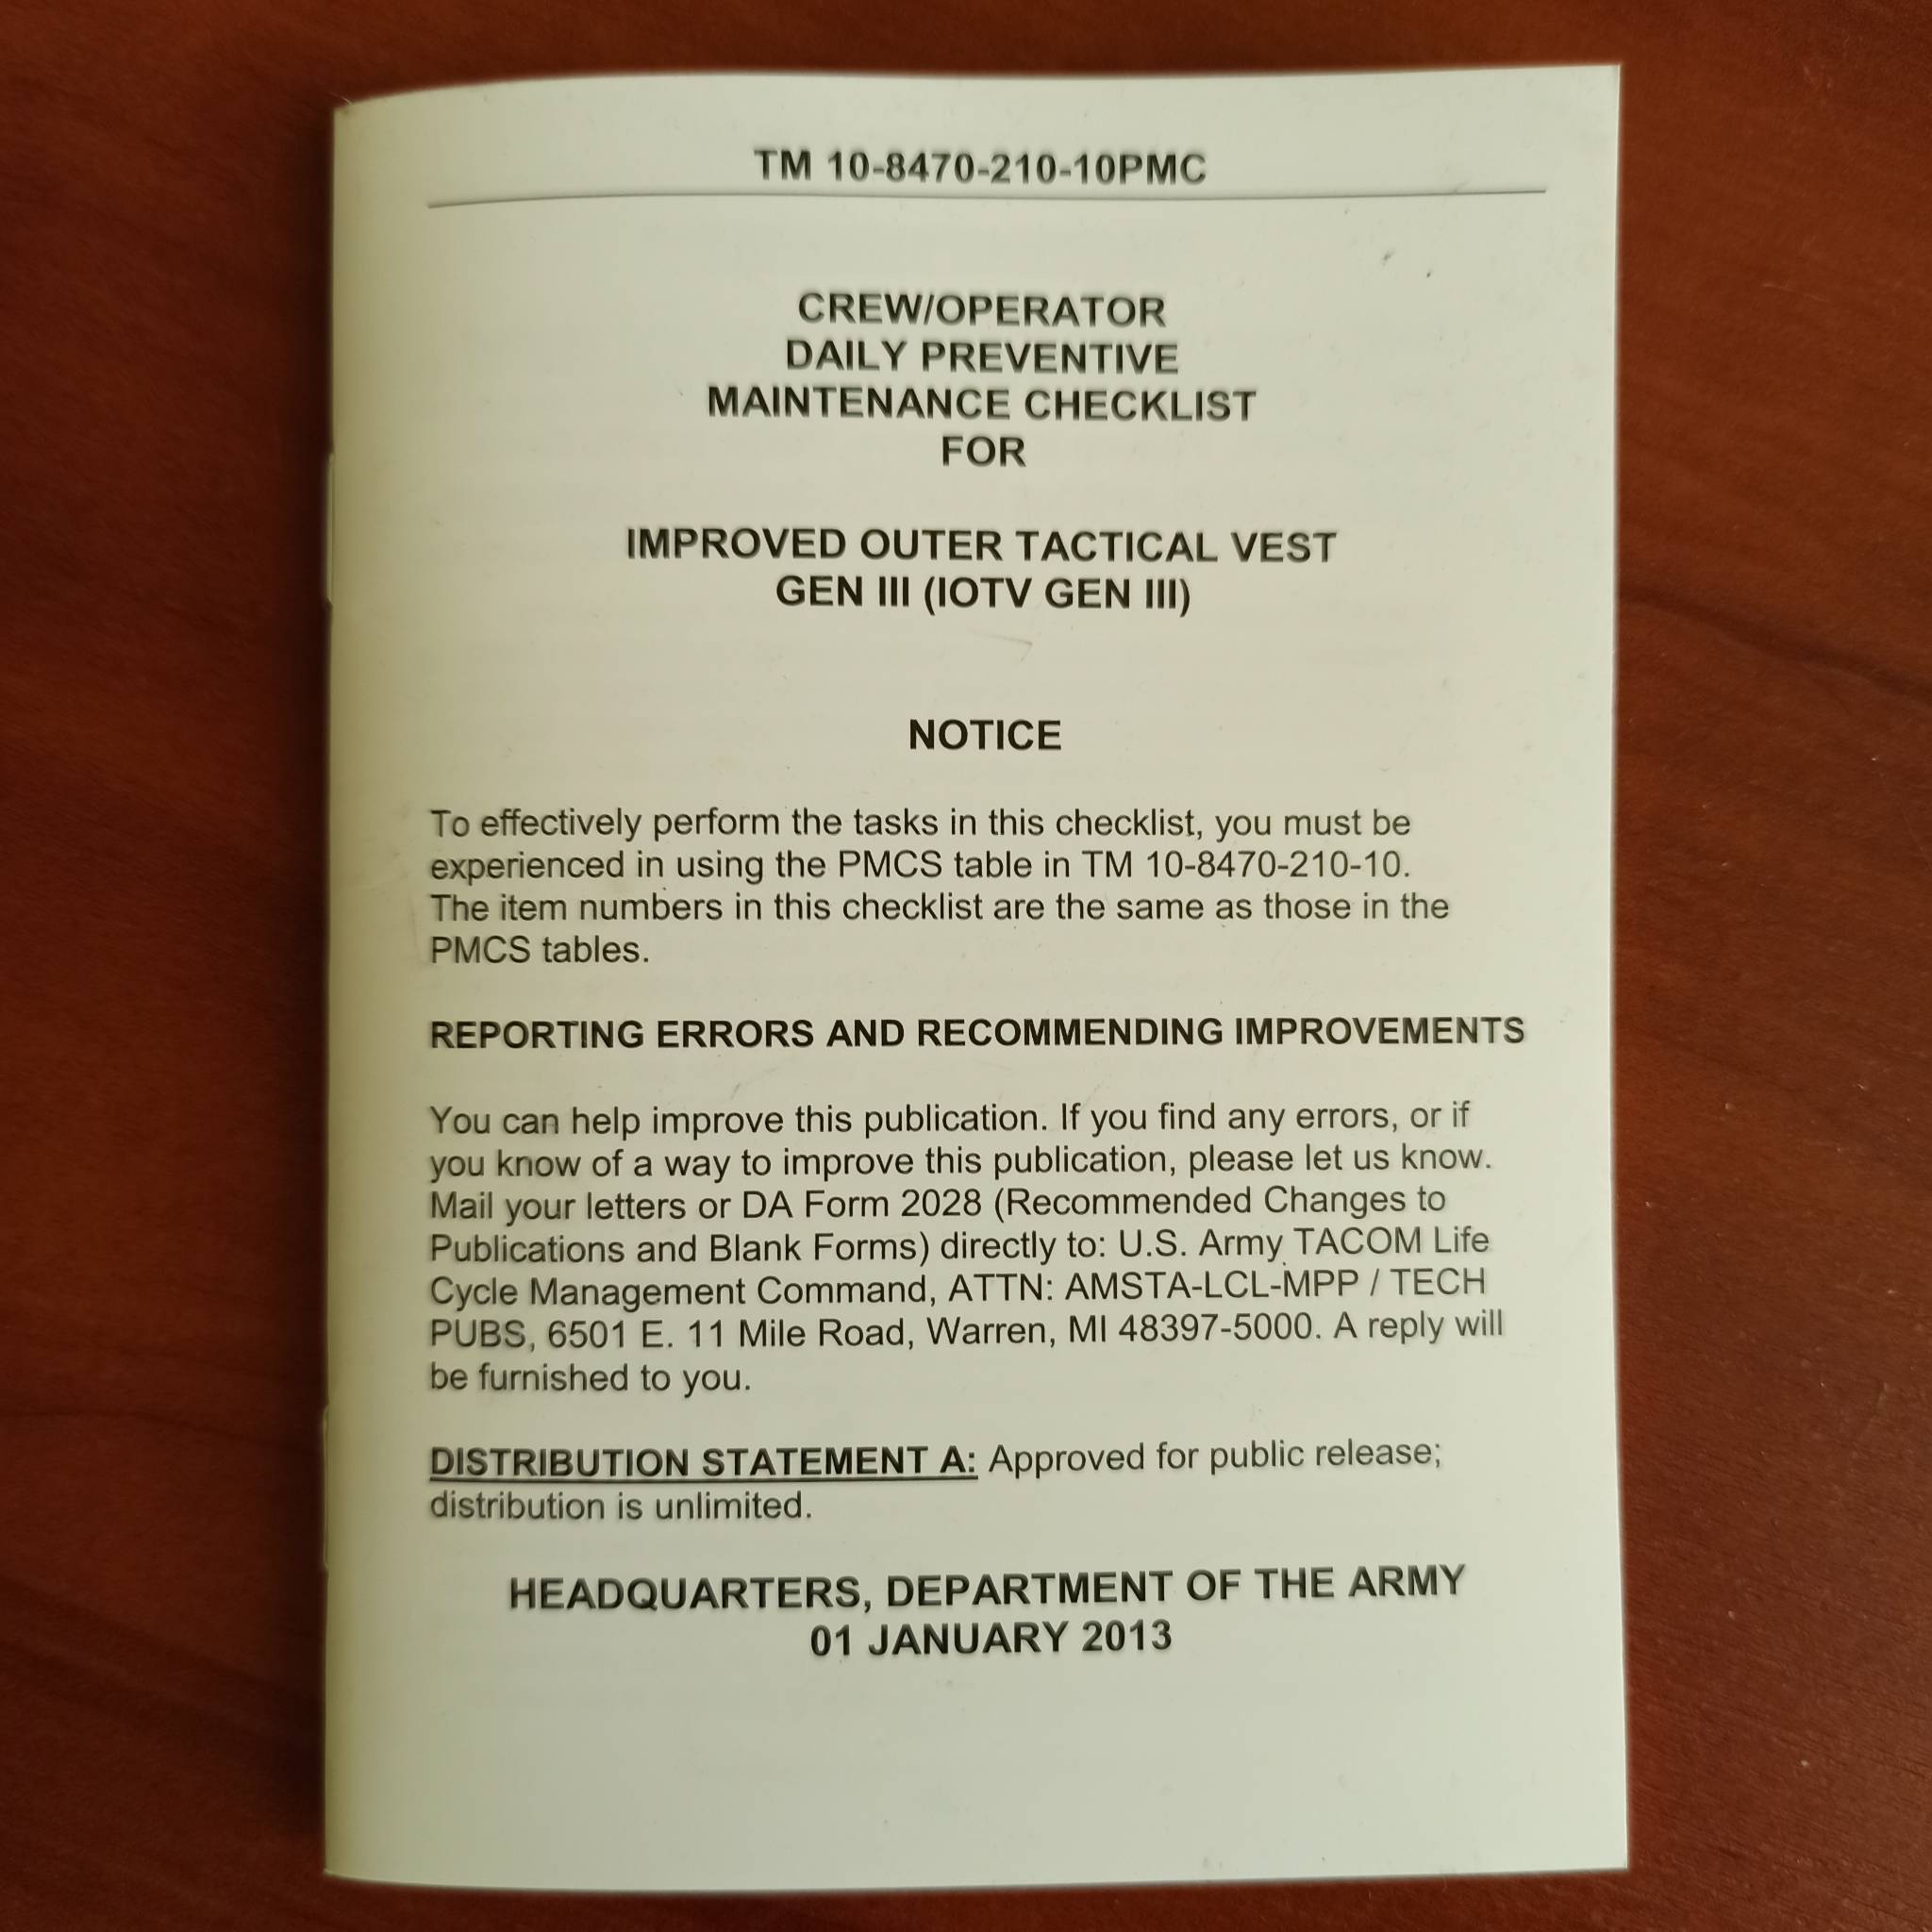 TM 10-8470-210-10PMC
CREW/OPERATOR
DAILY PREVENTIVE
MAINTENANCE CHECKLIST
FOR
IMPROVED OUTER TACTICAL VEST
GEN III (IOTV GEN III)
NOTICE
To effectively perform the tasks in this checklist, you must be
experienced in using the PMCS table in TM 10-8470-210-10.
The item numbers in this checklist are the same as those in the
PMCS tables.
REPORTING ERRORS AND RECOMMENDING IMPROVEMENTS
You can help improve this publication. If you find any errors, or if
you know of a way to improve this publication, please let us know.
Mail your letters or DA Form 2028 (Recommended Changes to
Publications and Blank Forms) directly to: U.S. Army TACOM Life
Cycle Management Command, ATTN: AMSTA-LCL-MPP / TECH
PUBS, 6501 E. 11 Mile Road, Warren, MI 48397-5000. A reply will
be furnished to you.
DISTRIBUTION STATEMENT A: Approved for public release;
distribution is unlimited.
HEADQUARTERS, DEPARTMENT OF THE ARMY
01 JANUARY 2013